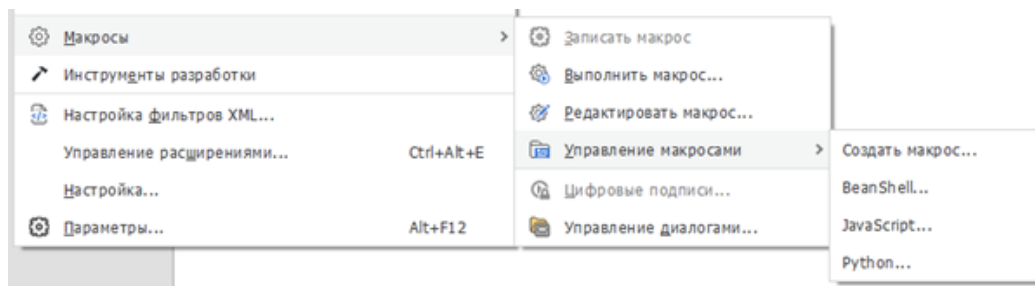 Макросы
Инструменты разработки
Настройка фильтров XML...
Управление расширениями... Ctrl+Alt+E
Настройка...
Параметры... Alt+F12
Записать макрос
Выполнить макрос...
Редактировать макрос...
Управление макросами
Цифровые подписи...
Управление диалогами...
Создать макрос...
BeanShell...
JavaScript...
Python...